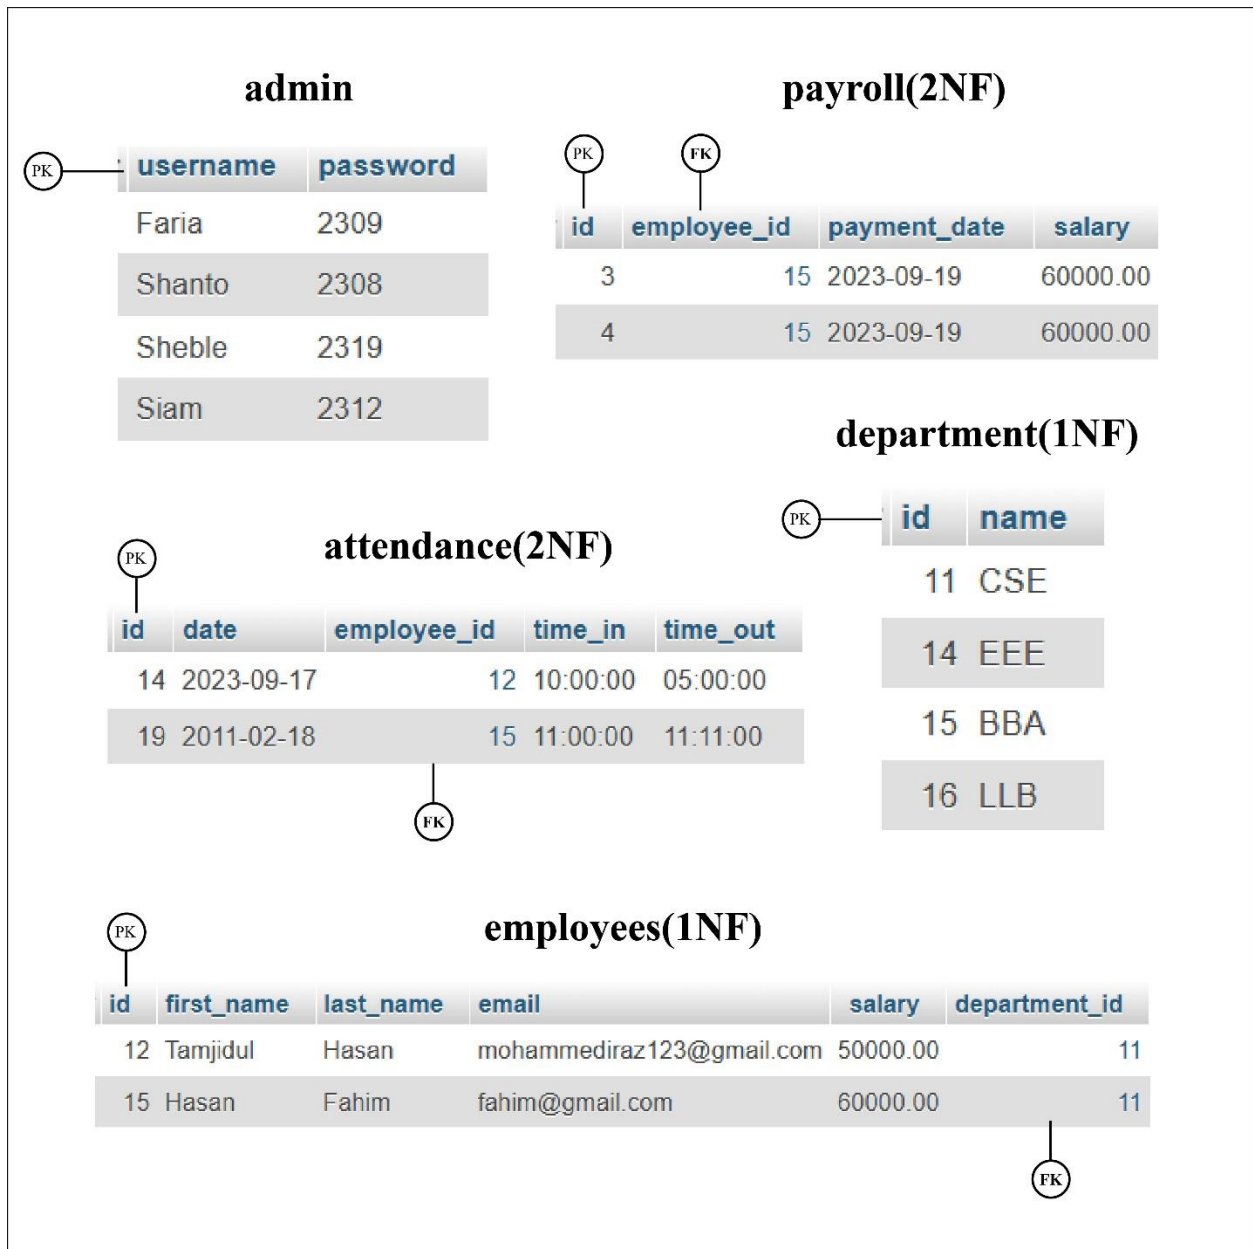 admin
PK
username password
Faria 2309
Shanto 2308
Sheble 2319
Siam 2312
payroll(2NF)
PK FK
id employee_id payment_date salary
3 15 2023-09-19 60000.00
4 15 2023-09-19 60000.00
department(1NF)
PK
id name
11 CSE
14 EEE
15 BBA
16 LLB
attendance(2NF)
PK
id date employee_id time_in time_out
14 2023-09-17 12 10:00:00 05:00:00
19 2011-02-18 15 11:00:00 11:11:00
FK
employees(1NF)
PK
id first_name last_name email salary department_id
12 Tamjidul Hasan mohammediraz123@gmail.com 50000.00 11
15 Hasan Fahim fahim@gmail.com 60000.00 11
FK